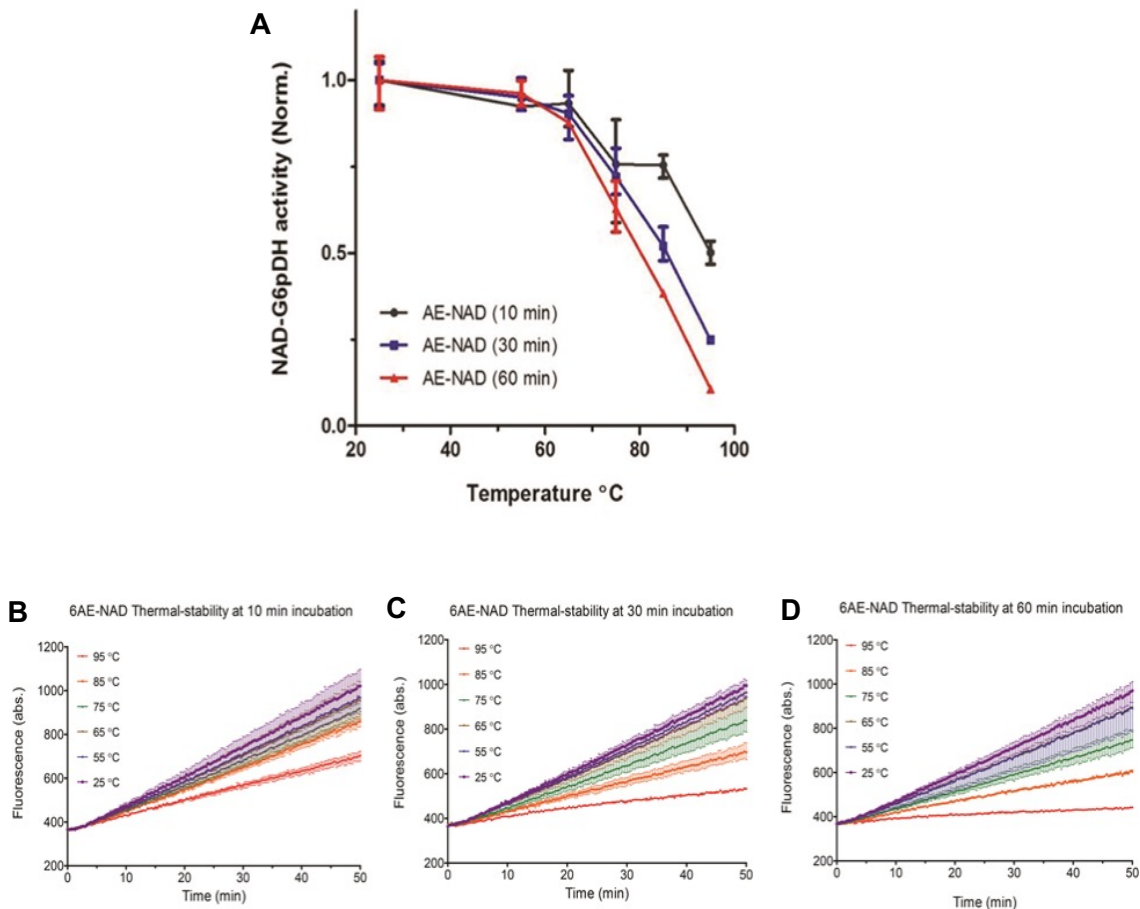 A
NAD-G6pDH activity (Norm.)
1.0
0.5
0.0
AE-NAD (10 min)
AE-NAD (30 min)
AE-NAD (60 min)
20 40 60 80 100
Temperature °C
B
6AE-NAD Thermal-stability at 10 min incubation
Fluorescence (abs.)
1200
1000
800
600
400
200
95 °C
85 °C
75 °C
65 °C
55 °C
25 °C
0 10 20 30 40 50
Time (min)
C
6AE-NAD Thermal-stability at 30 min incubation
Fluorescence (abs.)
1200
1000
800
600
400
200
95 °C
85 °C
75 °C
65 °C
55 °C
25 °C
0 10 20 30 40 50
Time (min)
D
6AE-NAD Thermal-stability at 60 min incubation
Fluorescence (abs.)
1200
1000
800
600
400
200
95 °C
85 °C
75 °C
65 °C
55 °C
25 °C
0 10 20 30 40 50
Time (min)